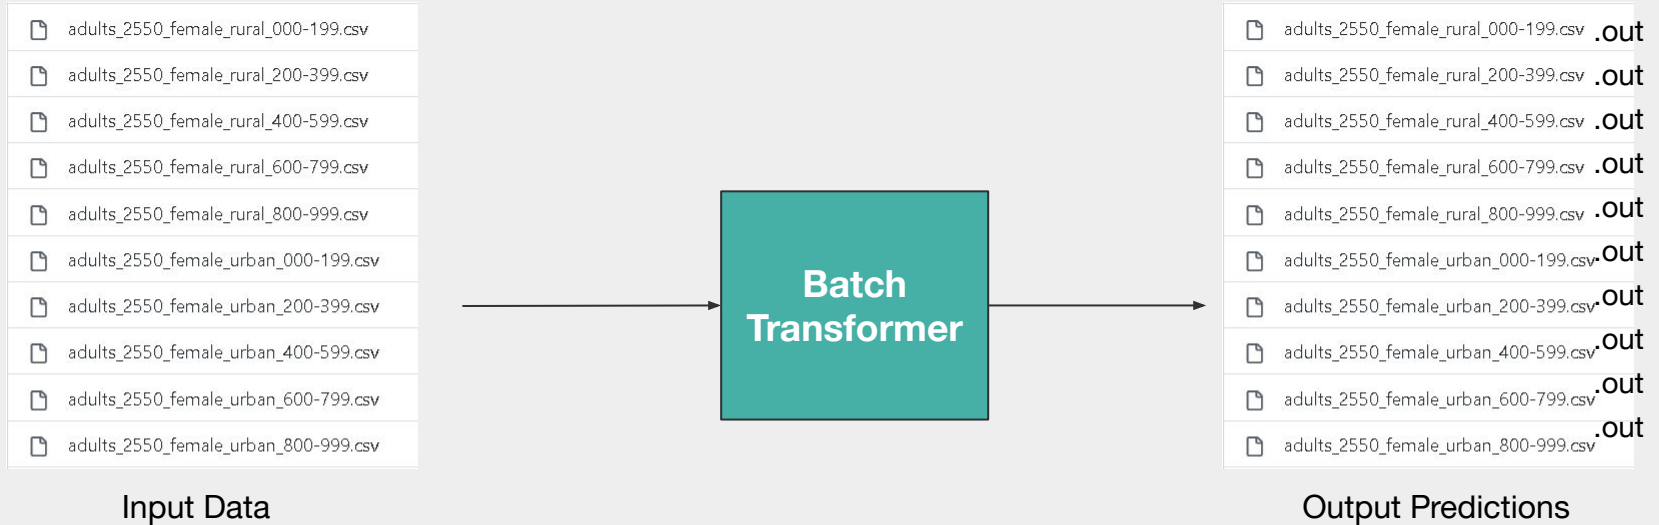 adults_2550_female_rural_000-199.csv
adults_2550_female_rural_200-399.csv
adults_2550_female_rural_400-599.csv
adults_2550_female_rural_600-799.csv
adults_2550_female_rural_800-999.csv
adults_2550_female_urban_000-199.csv
adults_2550_female_urban_200-399.csv
adults_2550_female_urban_400-599.csv
adults_2550_female_urban_600-799.csv
adults_2550_female_urban_800-999.csv
Input Data
Batch
Transformer
adults_2550_female_rural_000-199.csv .out
adults_2550_female_rural_200-399.csv .out
adults_2550_female_rural_400-599.csv .out
adults_2550_female_rural_600-799.csv .out
adults_2550_female_rural_800-999.csv .out
adults_2550_female_urban_000-199.csv .out
adults_2550_female_urban_200-399.csv .out
adults_2550_female_urban_400-599.csv .out
adults_2550_female_urban_600-799.csv .out
adults_2550_female_urban_800-999.csv .out
Output Predictions